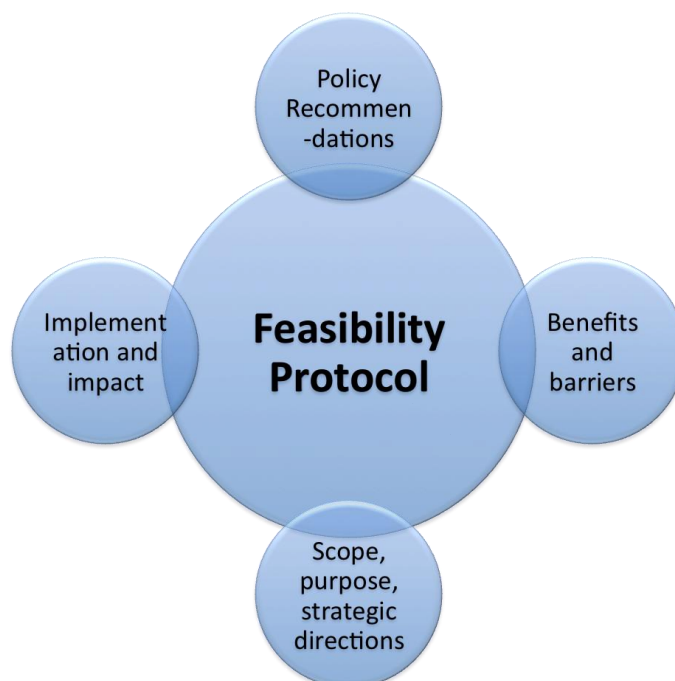 Policy
Recommen
-dations
Implement
ation and
impact
Feasibility
Protocol
Benefits
and
barriers
Scope,
purpose,
strategic
directions